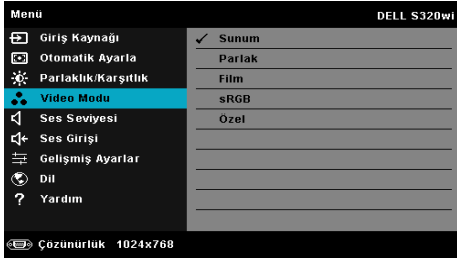 Menü
DELL S320wi
Giriş Kaynağı
Otomatik Ayarla
Parlaklık/Karşıtlık
Video Modu
Ses Seviyesi
Ses Girişi
Gelişmiş Ayarlar
Dil
Yardım
Sunum
Parlak
Film
sRGB
Özel
Çözünürlük 1024x768